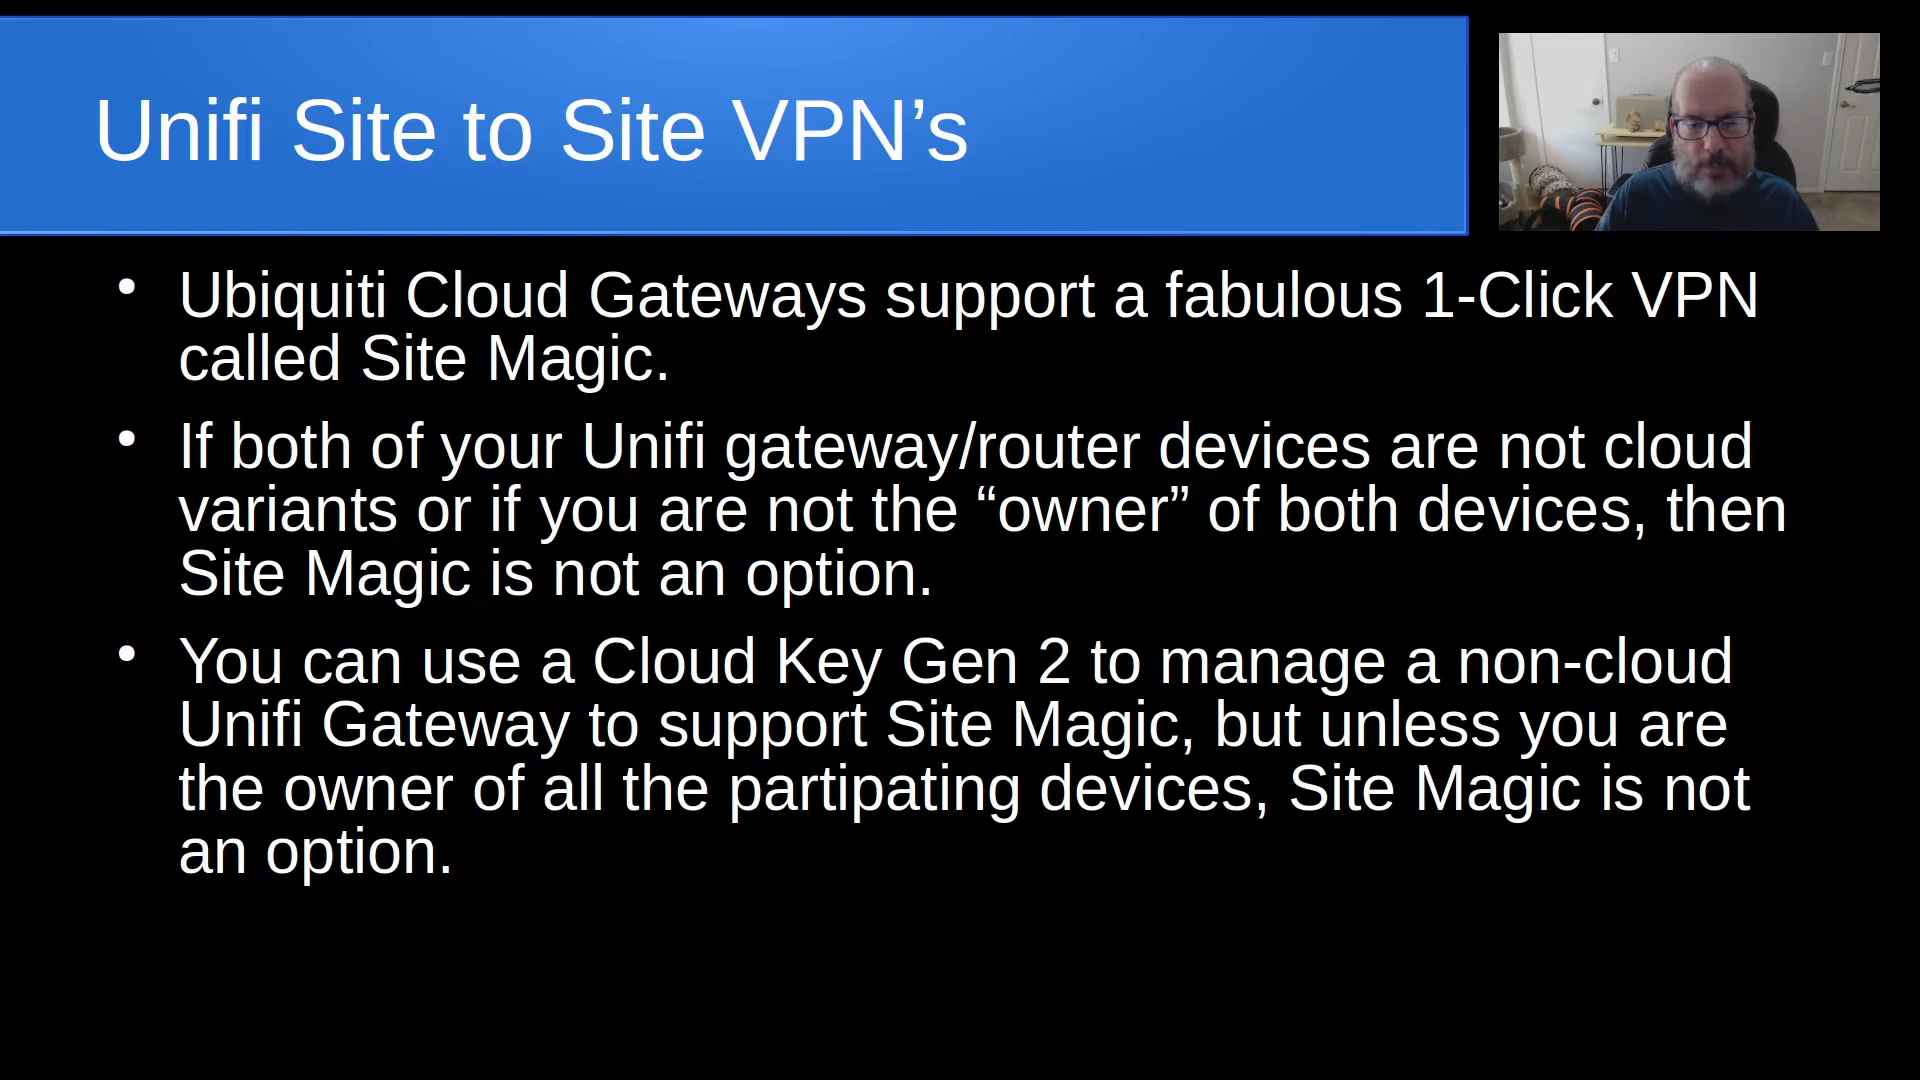 Unifi Site to Site VPN’s
• Ubiquiti Cloud Gateways support a fabulous 1-Click VPN
called Site Magic.
• If both of your Unifi gateway/router devices are not cloud
variants or if you are not the “owner” of both devices, then
Site Magic is not an option.
• You can use a Cloud Key Gen 2 to manage a non-cloud
Unifi Gateway to support Site Magic, but unless you are
the owner of all the partipating devices, Site Magic is not
an option.